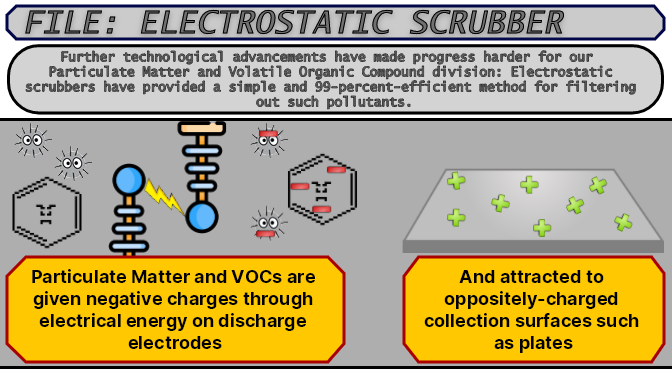 FILE: ELECTROSTATIC SCRUBBER
Further technological advancements have made progress harder for our
Particulate Matter and Volatile Organic Compound division: Electrostatic
scrubbers have provided a simple and 99-percent-efficient method for filtering
out such pollutants.
Particulate Matter and VOCs are
given negative charges through
electrical energy on discharge
electrodes
And attracted to
oppositely-charged
collection surfaces such
as plates